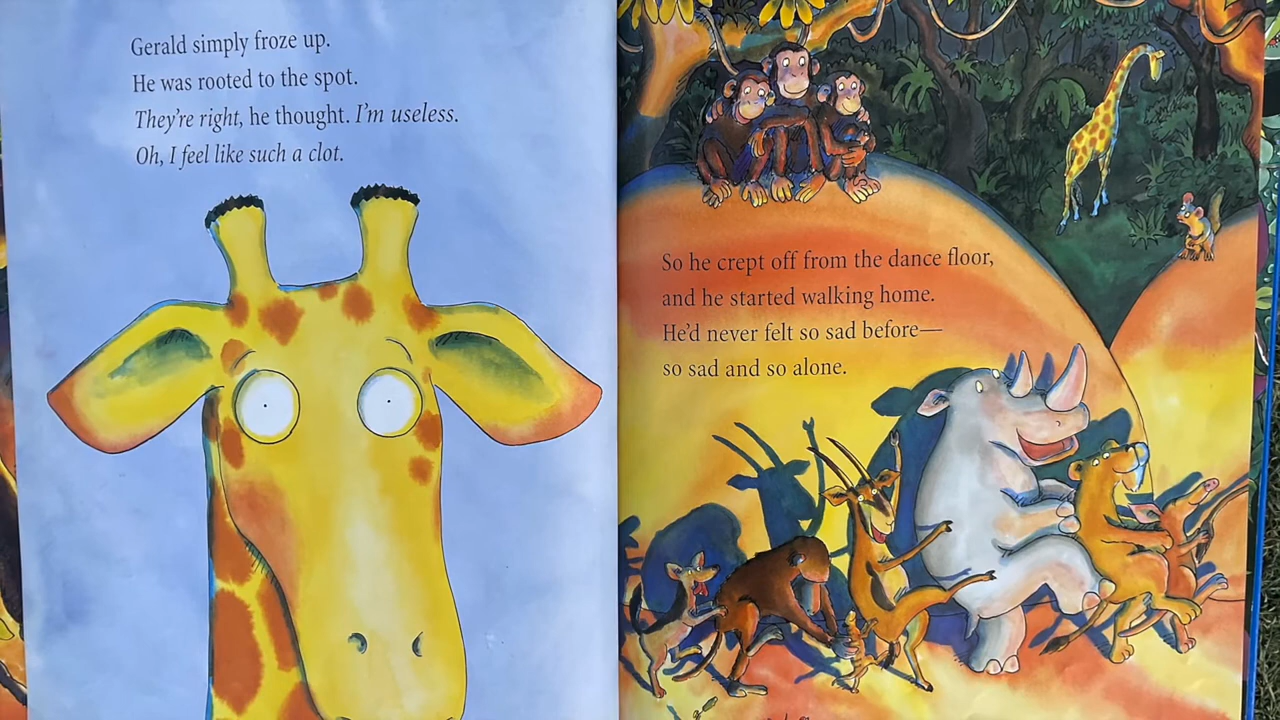 Gerald simply froze up.
He was rooted to the spot.
They're right, he thought. I'm useless.
Oh, I feel like such a clot.
So he crept off from the dance floor,
and he started walking home.
He'd never felt so sad before—
so sad and so alone.